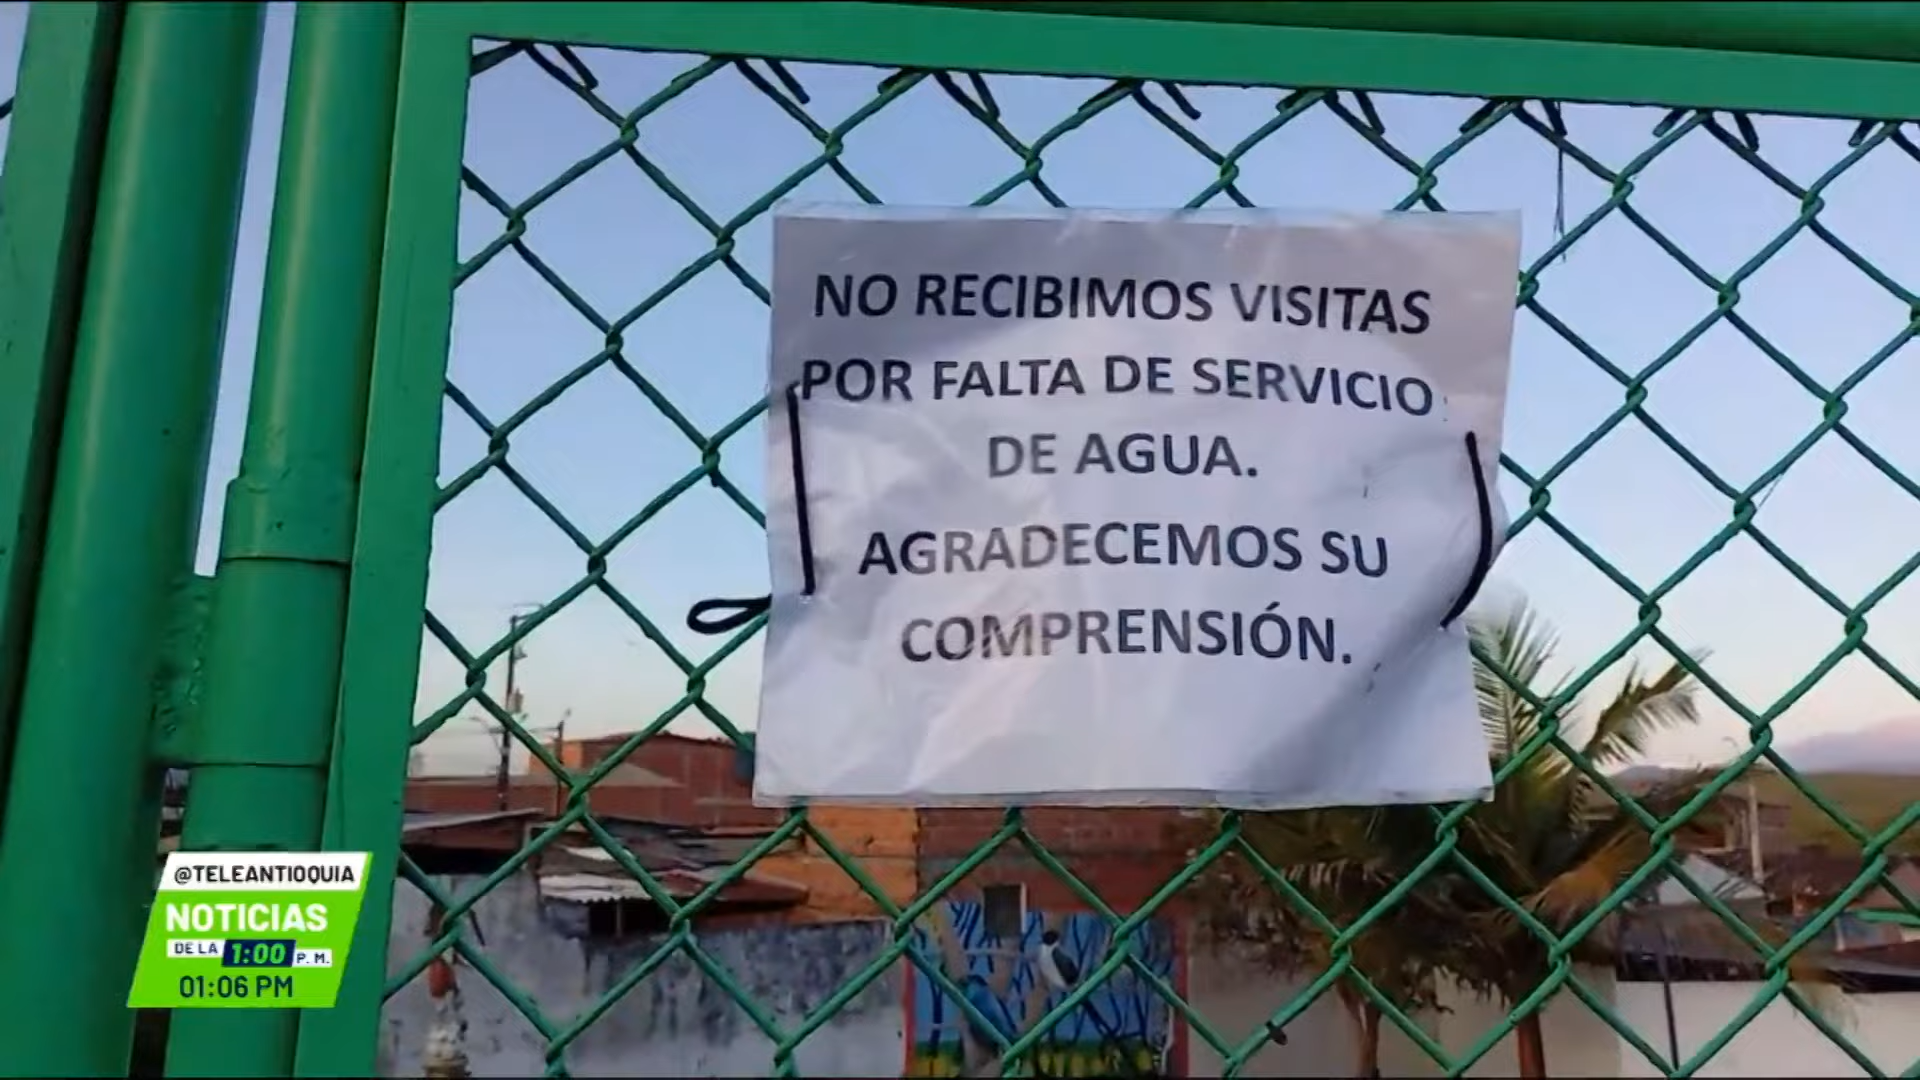 NO RECIBIMOS VISITAS
POR FALTA DE SERVICIO
DE AGUA.
AGRADECEMOS SU
COMPRENSIÓN.
@TELEANTIOQUIA
NOTICIAS
DE LA 1:00 P. M.
01:06 PM